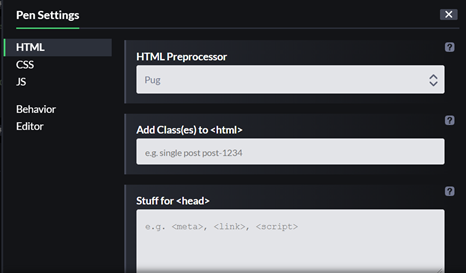 Pen Settings
HTML
CSS
JS
Behavior
Editor
?
HTML Preprocessor
Pug
?
Add Class(es) to <html>
e.g. single post post-1234
?
Stuff for <head>
e.g. <meta>, <link>, <script>